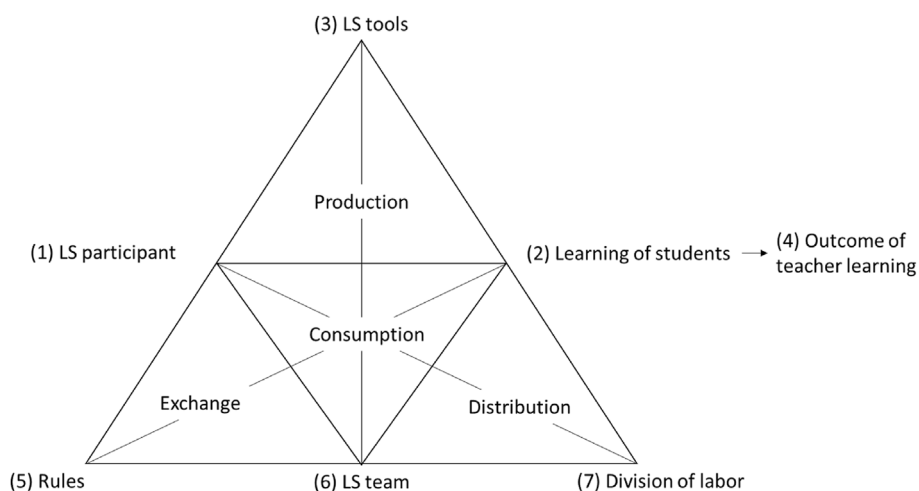 (3) LS tools
Production
(1) LS participant
(2) Learning of students
(4) Outcome of
teacher learning
Consumption
Exchange
Distribution
(5) Rules
(6) LS team
(7) Division of labor